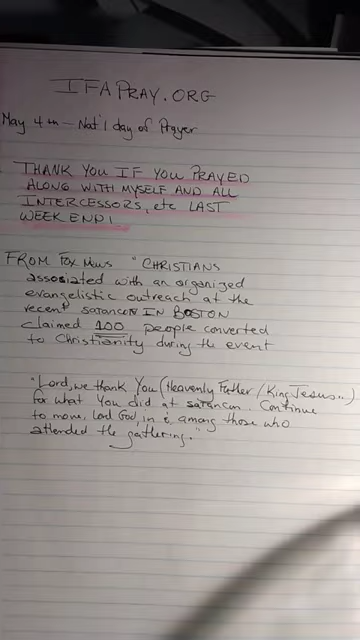 IFAPRAY.ORG
May 4th - Nat'l day of Prayer
THANK YOU IF YOU PRAYED
ALONG WITH MYSELF AND ALL
INTERCESSORS, etc LAST
WEEK END!
FROM FOX News "CHRISTIANS
associated with an organized
evangelistic outreach at the
recent satancon IN BOSTON
claimed 100 people converted
to Christianity during the event
"Lord, we thank You (Heavenly Father/King Jesus...)
for what You did at satancon. Continue
to move, Lord God, in &, among those who
attended the gathering."